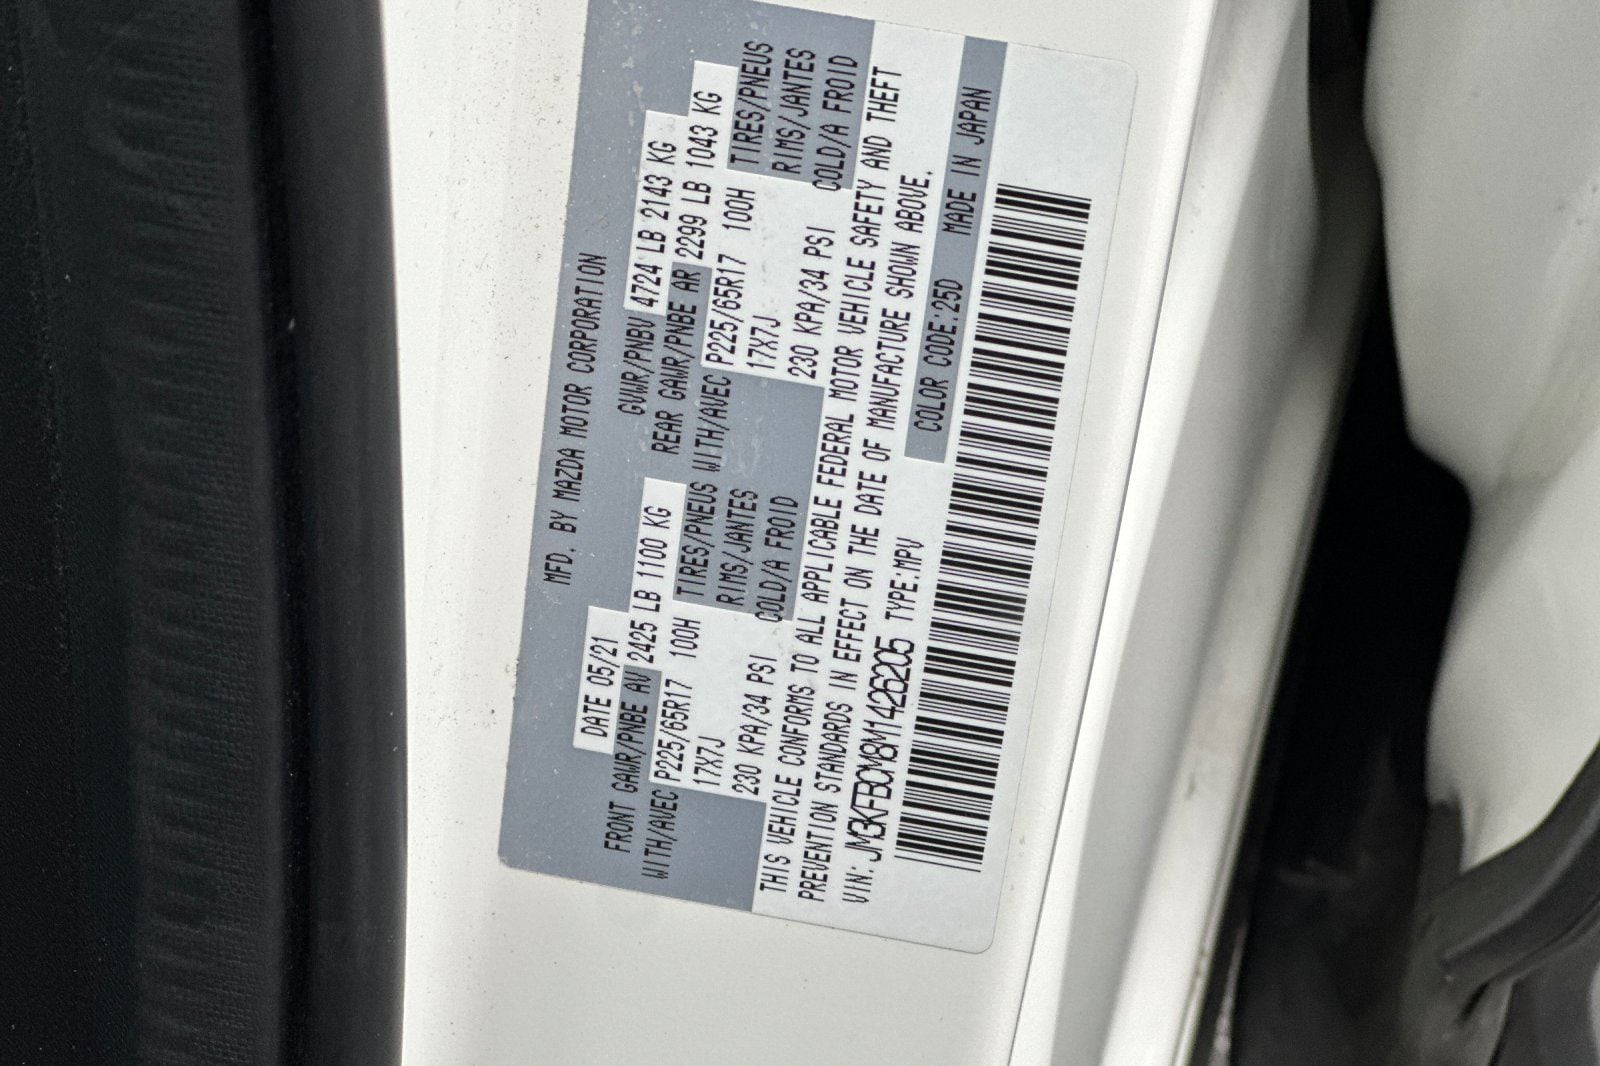 MFD. BY MAZDA MOTOR CORPORATION
DATE 05/21 GVWR/PNBV 4724 LB 2143 KG
FRONT GAWR/PNBE AV 2425 LB 1100 KG REAR GAWR/PNBE AR 2299 LB 1043 KG
WITH/AVEC P225/65R17 100H TIRES/PNEUS WITH/AVEC P225/65R17 100H TIRES/PNEUS
17X7J RIMS/JANTES 17X7J RIMS/JANTES
230 KPA/34 PSI COLD/A FROID 230 KPA/34 PSI COLD/A FROID
THIS VEHICLE CONFORMS TO ALL APPLICABLE FEDERAL MOTOR VEHICLE SAFETY AND THEFT
PREVENTION STANDARDS IN EFFECT ON THE DATE OF MANUFACTURE SHOWN ABOVE.
VIN: JM3KFBCM8M1426205 TYPE:MPV COLOR CODE:25D MADE IN JAPAN